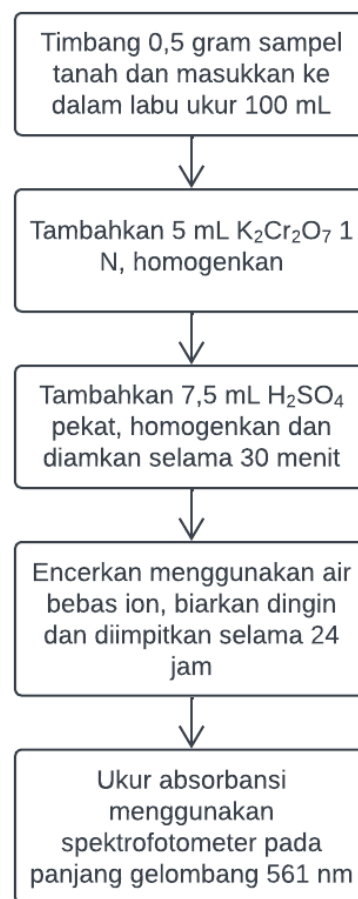 Timbang 0,5 gram sampel
tanah dan masukkan ke
dalam labu ukur 100 mL
Tambahkan 5 mL K₂Cr₂O₇ 1
N, homogenkan
Tambahkan 7,5 mL H₂SO₄
pekat, homogenkan dan
diamkan selama 30 menit
Encerkan menggunakan air
bebas ion, biarkan dingin
dan diimpitkan selama 24
jam
Ukur absorbansi
menggunakan
spektrofotometer pada
panjang gelombang 561 nm